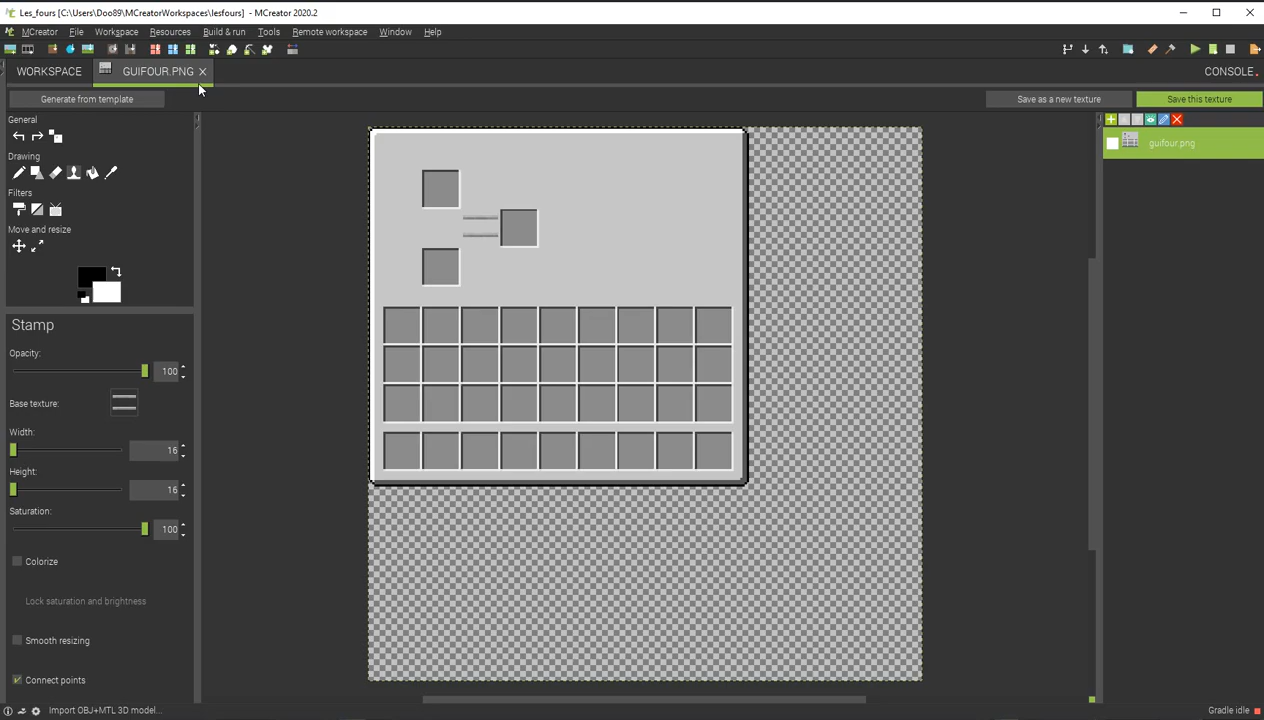 Les_fours [C:\Users\Doo89\MCreatorWorkspaces\lesfours] - MCreator 2020.2
MCreator File Workspace Resources Build & run Tools Remote workspace Window Help
WORKSPACE GUIFOUR.PNG CONSOLE
Generate from template Save as a new texture Save this texture
General
guifour.png
Drawing
Filters
Move and resize
Stamp
Opacity:
100
Base texture:
Width:
16
Height:
16
Saturation:
100
Colorize
Lock saturation and brightness
Smooth resizing
Connect points
Import OBJ+MTL 3D model... Gradle idle